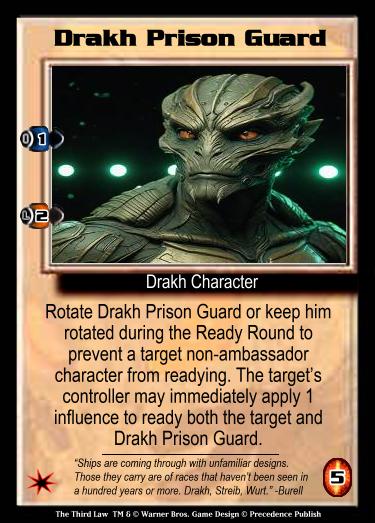 Drakh Prison Guard
I 1
L 2
Drakh Character
Rotate Drakh Prison Guard or keep him
rotated during the Ready Round to
prevent a target non-ambassador
character from readying. The target's
controller may immediately apply 1
influence to ready both the target and
Drakh Prison Guard.
"Ships are coming through with unfamiliar designs.
Those they carry are of races that haven't been seen in
a hundred years or more. Drakh, Streib, Wurt." -Burell
5
The Third Law TM & © Warner Bros. Game Design © Precedence Publish